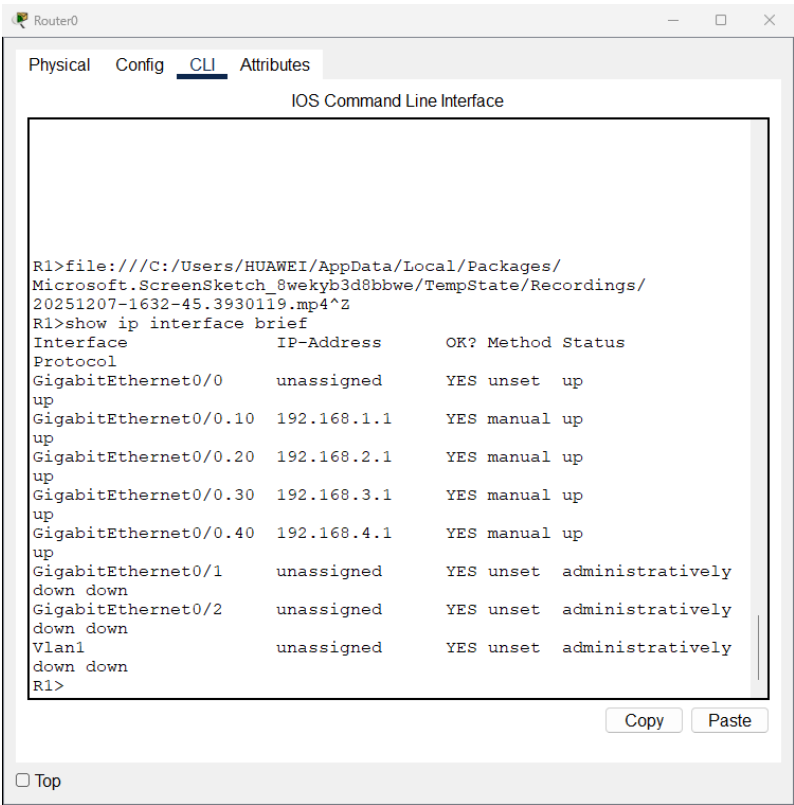 Router0
Physical Config CLI Attributes
IOS Command Line Interface
R1>file:///C:/Users/HUAWEI/AppData/Local/Packages/
Microsoft.ScreenSketch_8wekyb3d8bbwe/TempState/Recordings/
20251207-1632-45.3930119.mp4^Z
R1>show ip interface brief
Interface              IP-Address      OK? Method Status
Protocol
GigabitEthernet0/0     unassigned      YES unset  up
up
GigabitEthernet0/0.10  192.168.1.1     YES manual up
up
GigabitEthernet0/0.20  192.168.2.1     YES manual up
up
GigabitEthernet0/0.30  192.168.3.1     YES manual up
up
GigabitEthernet0/0.40  192.168.4.1     YES manual up
up
GigabitEthernet0/1     unassigned      YES unset  administratively
down down
GigabitEthernet0/2     unassigned      YES unset  administratively
down down
Vlan1                  unassigned      YES unset  administratively
down down
R1>
Copy Paste
Top